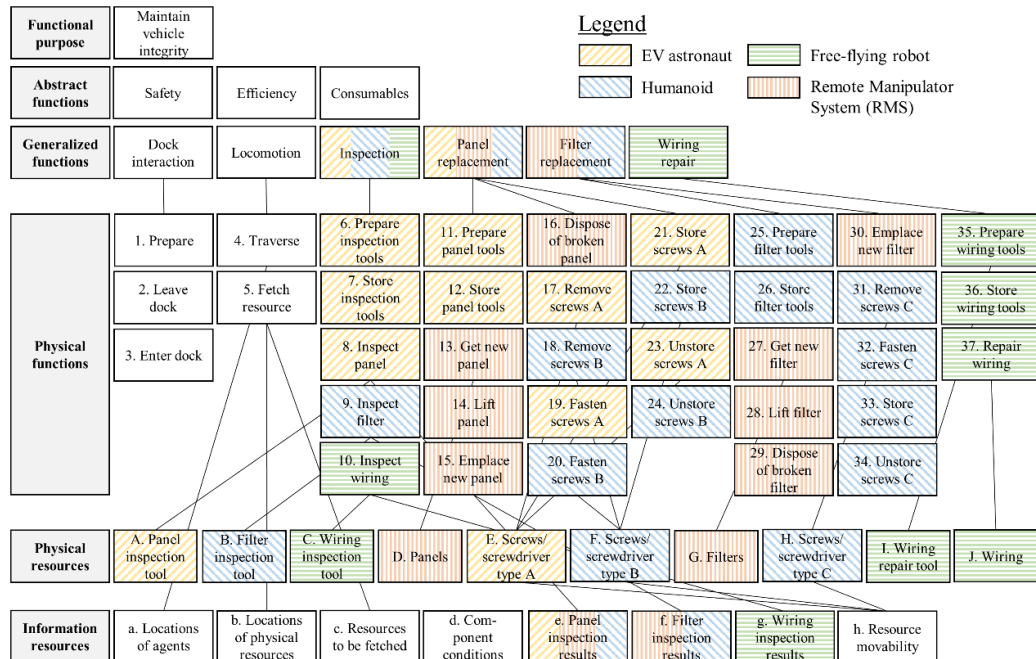 Functional
purpose
Maintain
vehicle
integrity
Legend
EV astronaut
Free-flying robot
Humanoid
Remote Manipulator
System (RMS)
Abstract
functions
Safety
Efficiency
Consumables
Generalized
functions
Dock
interaction
Locomotion
Inspection
Panel
replacement
Filter
replacement
Wiring
repair
Physical
functions
1. Prepare
2. Leave
dock
3. Enter dock
4. Traverse
5. Fetch
resource
6. Prepare
inspection
tools
7. Store
inspection
tools
8. Inspect
panel
9. Inspect
filter
10. Inspect
wiring
11. Prepare
panel tools
12. Store
panel tools
13. Get new
panel
14. Lift
panel
15. Emplace
new panel
16. Dispose
of broken
panel
17. Remove
screws A
18. Remove
screws B
19. Fasten
screws A
20. Fasten
screws B
21. Store
screws A
22. Store
screws B
23. Unstore
screws A
24. Unstore
screws B
25. Prepare
filter tools
26. Store
filter tools
27. Get new
filter
28. Lift filter
29. Dispose
of broken
filter
30. Emplace
new filter
31. Remove
screws C
32. Fasten
screws C
33. Store
screws C
34. Unstore
screws C
35. Prepare
wiring tools
36. Store
wiring tools
37. Repair
wiring
Physical
resources
A. Panel
inspection
tool
B. Filter
inspection
tool
C. Wiring
inspection
tool
D. Panels
E. Screws/
screwdriver
type A
F. Screws/
screwdriver
type B
G. Filters
H. Screws/
screwdriver
type C
I. Wiring
repair tool
J. Wiring
Information
resources
a. Locations
of agents
b. Locations
of physical
resources
c. Resources
to be fetched
d. Com-
ponent
conditions
e. Panel
inspection
results
f. Filter
inspection
results
g. Wiring
inspection
results
h. Resource
movability